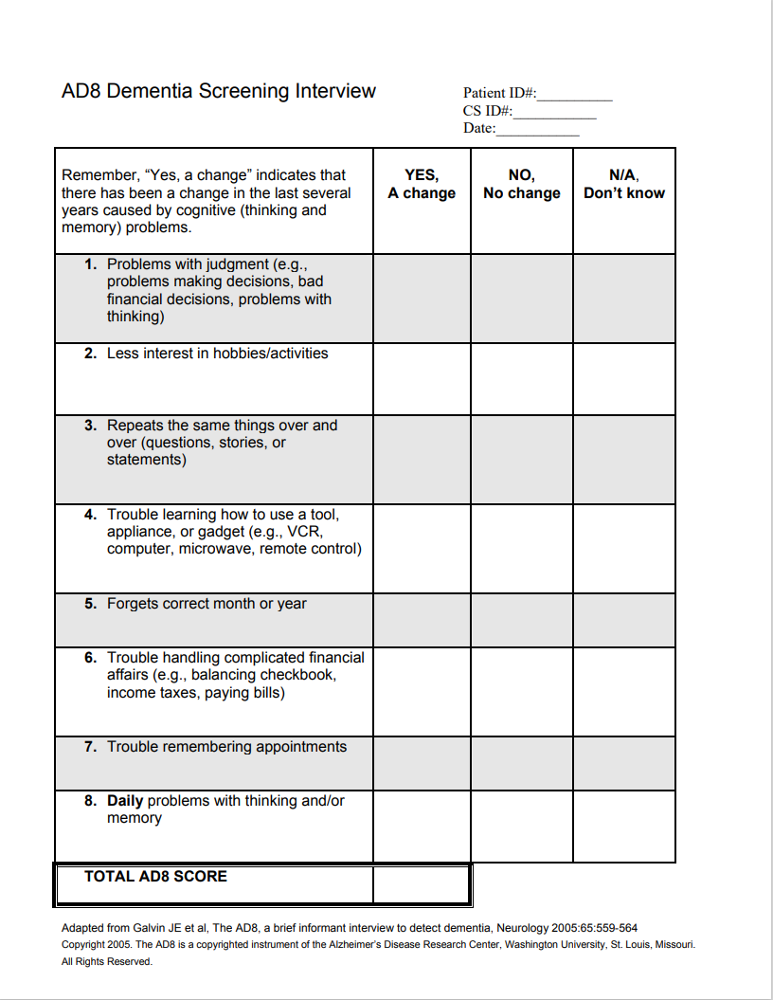 AD8 Dementia Screening Interview
Patient ID#:__________
CS ID#:___________
Date:___________
Remember, “Yes, a change” indicates that
there has been a change in the last several
years caused by cognitive (thinking and
memory) problems.
YES,
A change
NO,
No change
N/A,
Don’t know
1. Problems with judgment (e.g.,
problems making decisions, bad
financial decisions, problems with
thinking)
2. Less interest in hobbies/activities
3. Repeats the same things over and
over (questions, stories, or
statements)
4. Trouble learning how to use a tool,
appliance, or gadget (e.g., VCR,
computer, microwave, remote control)
5. Forgets correct month or year
6. Trouble handling complicated financial
affairs (e.g., balancing checkbook,
income taxes, paying bills)
7. Trouble remembering appointments
8. Daily problems with thinking and/or
memory
TOTAL AD8 SCORE
Adapted from Galvin JE et al, The AD8, a brief informant interview to detect dementia, Neurology 2005:65:559-564
Copyright 2005. The AD8 is a copyrighted instrument of the Alzheimer’s Disease Research Center, Washington University, St. Louis, Missouri.
All Rights Reserved.